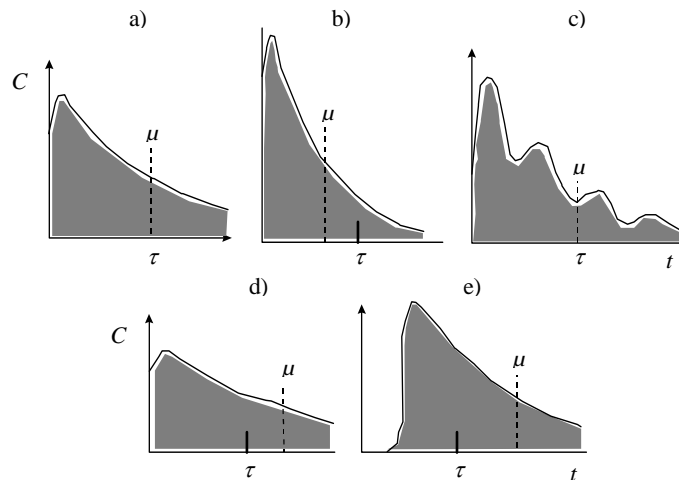 a) b) c)
C μ μ μ
τ τ τ t
d) e)
C μ μ
τ τ t